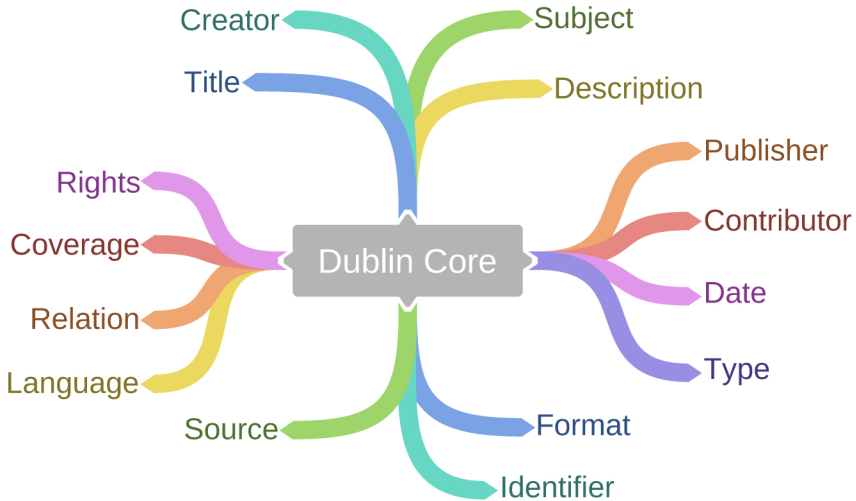 Creator
Subject
Title
Description
Publisher
Rights
Contributor
Coverage
Dublin Core
Date
Relation
Type
Language
Source
Format
Identifier